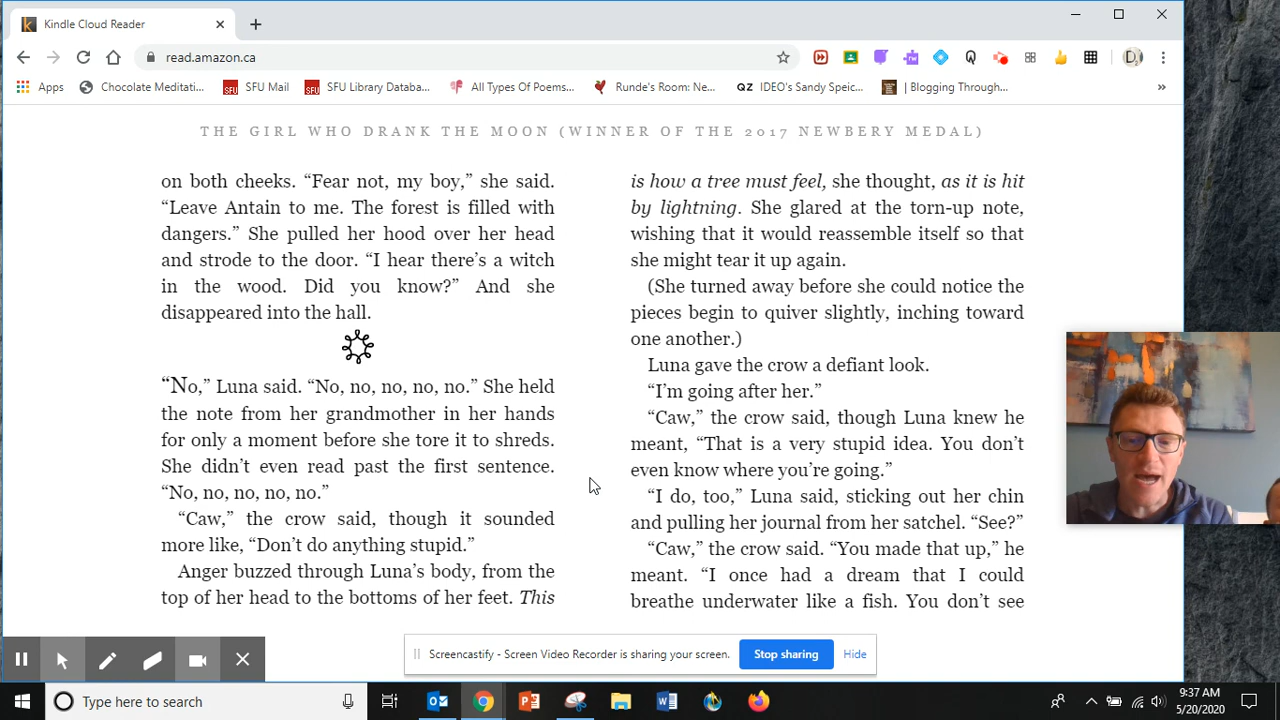 Kindle Cloud Reader
read.amazon.ca
Apps
Chocolate Meditati...
SFU Mail
SFU Library Databa...
All Types Of Poems...
Runde's Room: Ne...
QZ IDEO's Sandy Speic...
| Blogging Through...
»
THE GIRL WHO DRANK THE MOON (WINNER OF THE 2017 NEWBERY MEDAL)
on both cheeks. “Fear not, my boy,” she said.
“Leave Antain to me. The forest is filled with
dangers.” She pulled her hood over her head
and strode to the door. “I hear there’s a witch
in the wood. Did you know?” And she
disappeared into the hall.
“No,” Luna said. “No, no, no, no, no.” She held
the note from her grandmother in her hands
for only a moment before she tore it to shreds.
She didn’t even read past the first sentence.
“No, no, no, no, no.”
“Caw,” the crow said, though it sounded
more like, “Don’t do anything stupid.”
Anger buzzed through Luna’s body, from the
top of her head to the bottoms of her feet. This
is how a tree must feel, she thought, as it is hit
by lightning. She glared at the torn-up note,
wishing that it would reassemble itself so that
she might tear it up again.
(She turned away before she could notice the
pieces begin to quiver slightly, inching toward
one another.)
Luna gave the crow a defiant look.
“I’m going after her.”
“Caw,” the crow said, though Luna knew he
meant, “That is a very stupid idea. You don’t
even know where you’re going.”
“I do, too,” Luna said, sticking out her chin
and pulling her journal from her satchel. “See?”
“Caw,” the crow said. “You made that up,” he
meant. “I once had a dream that I could
breathe underwater like a fish. You don’t see
Screencastify - Screen Video Recorder is sharing your screen.
Stop sharing
Hide
Type here to search
9:37 AM
5/20/2020